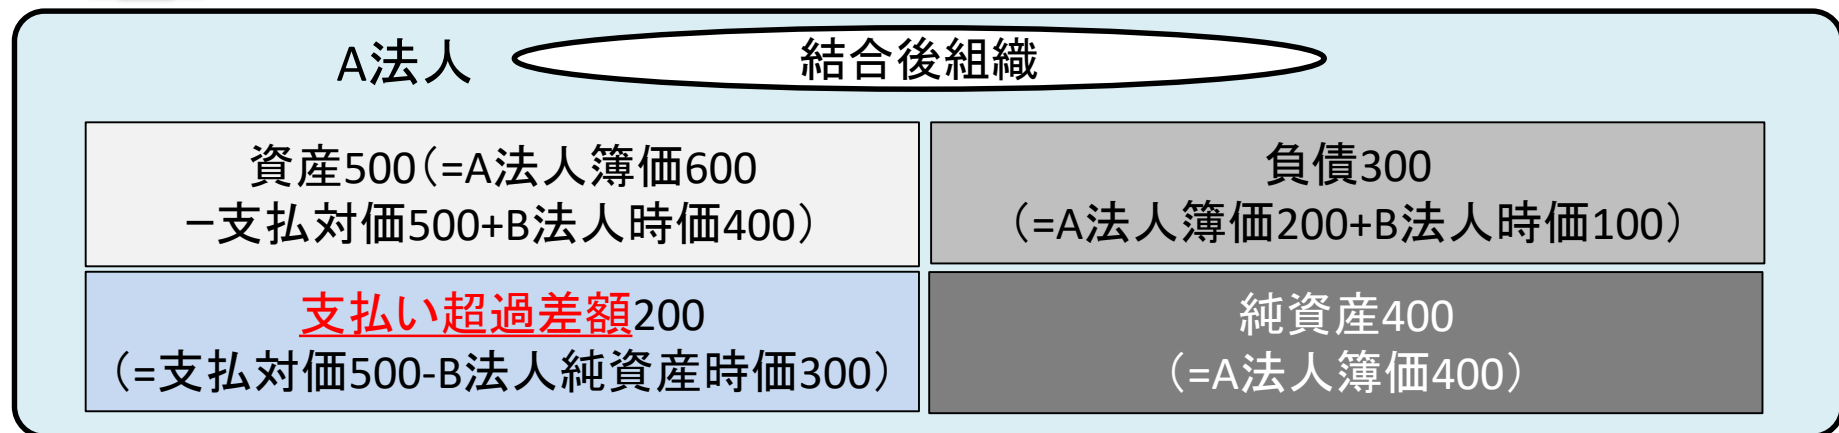 A法人
結合後組織
資産500(=A法人簿価600
−支払対価500+B法人時価400)
負債300
(=A法人簿価200+B法人時価100)
支払い超過差額200
(=支払対価500-B法人純資産時価300)
純資産400
(=A法人簿価400)